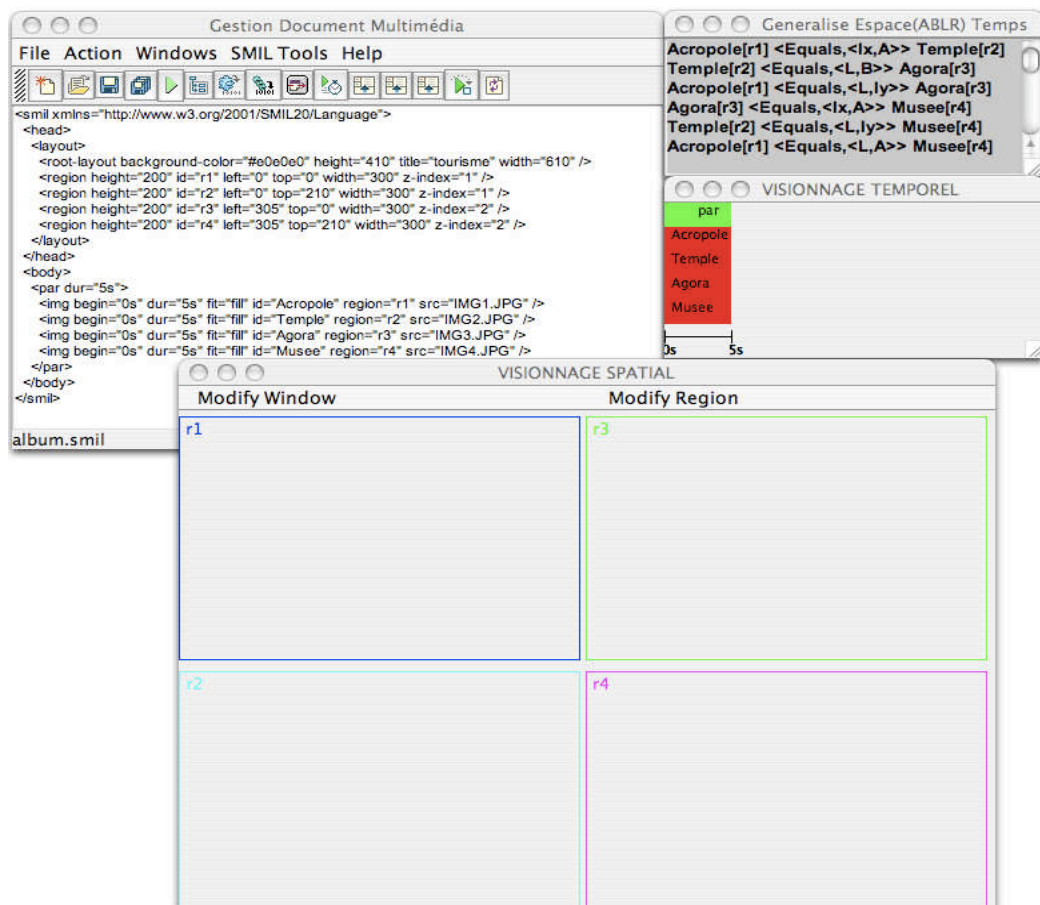 Gestion Document Multimédia
File Action Windows SMIL Tools Help
<smil xmlns="http://www.w3.org/2001/SMIL20/Language">
<head>
<layout>
<root-layout background-color="#e0e0e0" height="410" title="tourisme" width="610" />
<region height="200" id="r1" left="0" top="0" width="300" z-index="1" />
<region height="200" id="r2" left="0" top="210" width="300" z-index="1" />
<region height="200" id="r3" left="305" top="0" width="300" z-index="2" />
<region height="200" id="r4" left="305" top="210" width="300" z-index="2" />
</layout>
</head>
<body>
<par dur="5s">
<img begin="0s" dur="5s" fit="fill" id="Acropole" region="r1" src="IMG1.JPG" />
<img begin="0s" dur="5s" fit="fill" id="Temple" region="r2" src="IMG2.JPG" />
<img begin="0s" dur="5s" fit="fill" id="Agora" region="r3" src="IMG3.JPG" />
<img begin="0s" dur="5s" fit="fill" id="Musee" region="r4" src="IMG4.JPG" />
</par>
</body>
</smil>
album.smil
Generalise Espace(ABLR) Temps
Acropole[r1] <Equals,<Ix,A>> Temple[r2]
Temple[r2] <Equals,<L,B>> Agora[r3]
Acropole[r1] <Equals,<L,Iy>> Agora[r3]
Agora[r3] <Equals,<Ix,A>> Musee[r4]
Temple[r2] <Equals,<L,Iy>> Musee[r4]
Acropole[r1] <Equals,<L,A>> Musee[r4]
VISIONNAGE TEMPOREL
par
Acropole
Temple
Agora
Musee
0s 5s
VISIONNAGE SPATIAL
Modify Window Modify Region
r1 r3
r2 r4